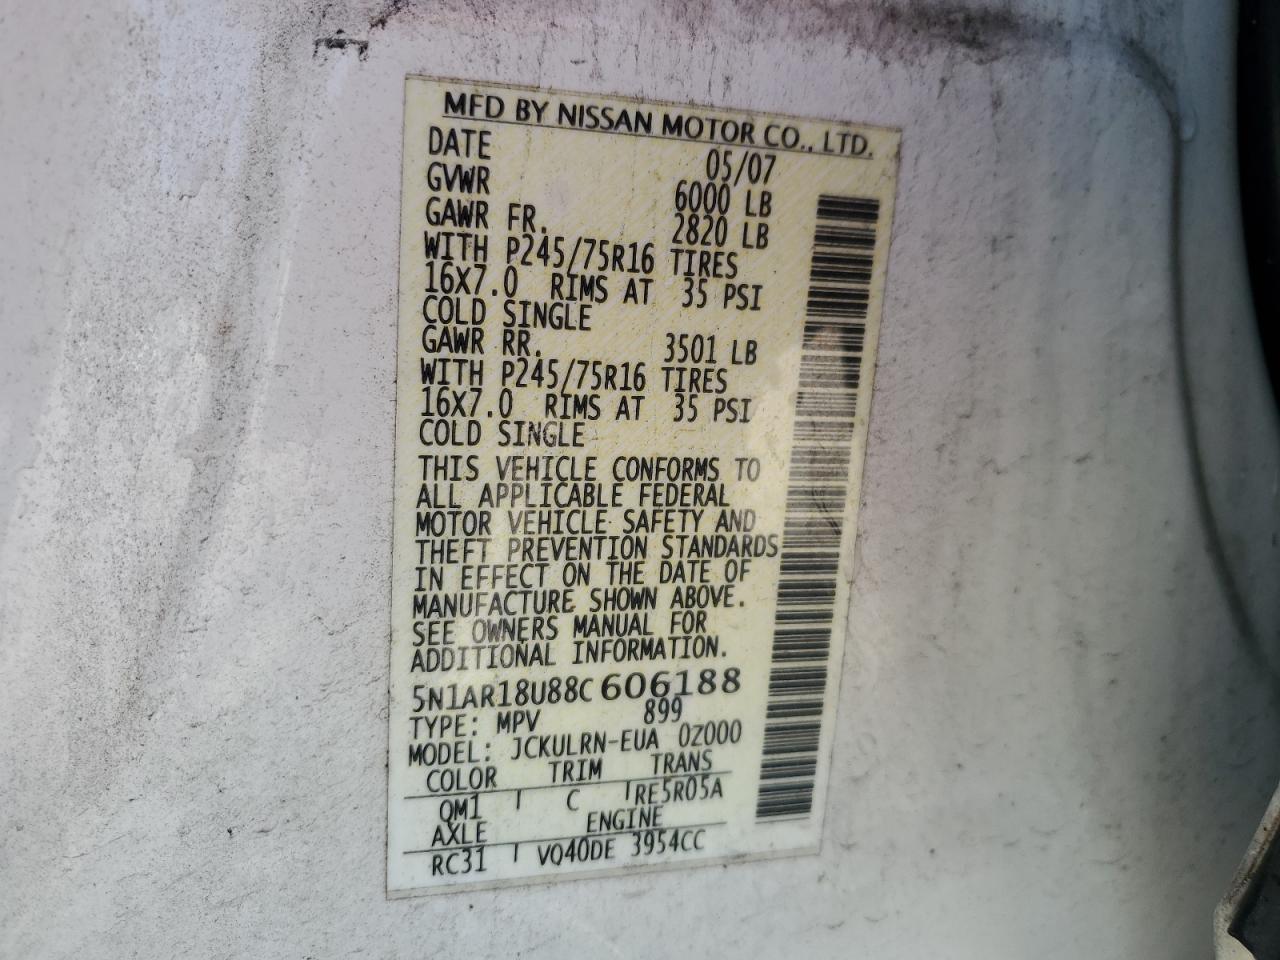 MFD BY NISSAN MOTOR CO., LTD.
DATE 05/07
GVWR 6000 LB
GAWR FR. 2820 LB
WITH P245/75R16 TIRES
16X7.0 RIMS AT 35 PSI
COLD SINGLE
GAWR RR. 3501 LB
WITH P245/75R16 TIRES
16X7.0 RIMS AT 35 PSI
COLD SINGLE
THIS VEHICLE CONFORMS TO
ALL APPLICABLE FEDERAL
MOTOR VEHICLE SAFETY AND
THEFT PREVENTION STANDARDS
IN EFFECT ON THE DATE OF
MANUFACTURE SHOWN ABOVE.
SEE OWNERS MANUAL FOR
ADDITIONAL INFORMATION.
5N1AR18U88C606188
TYPE: MPV 899
MODEL: JCKULRN-EUA 0Z000
COLOR TRIM TRANS
QM1 C RE5R05A
AXLE ENGINE
RC31 VQ40DE 3954CC